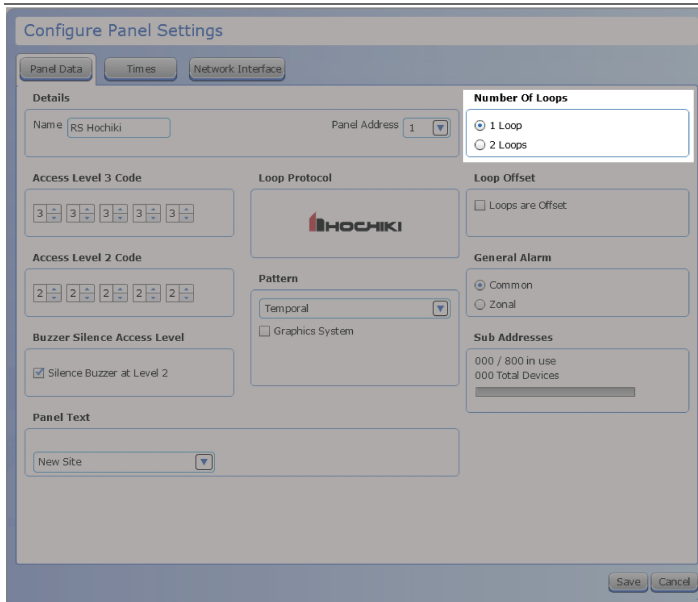 Configure Panel Settings
Panel Data
Times
Network Interface
Details
Name
RS Hochiki
Panel Address
1
Number Of Loops
1 Loop
2 Loops
Access Level 3 Code
3 3 3 3 3
Loop Protocol
HOCHIKI
Loop Offset
Loops are Offset
Access Level 2 Code
2 2 2 2 2
Pattern
Temporal
Graphics System
General Alarm
Common
Zonal
Buzzer Silence Access Level
Silence Buzzer at Level 2
Sub Addresses
000 / 800 in use
000 Total Devices
Panel Text
New Site
Save
Cancel